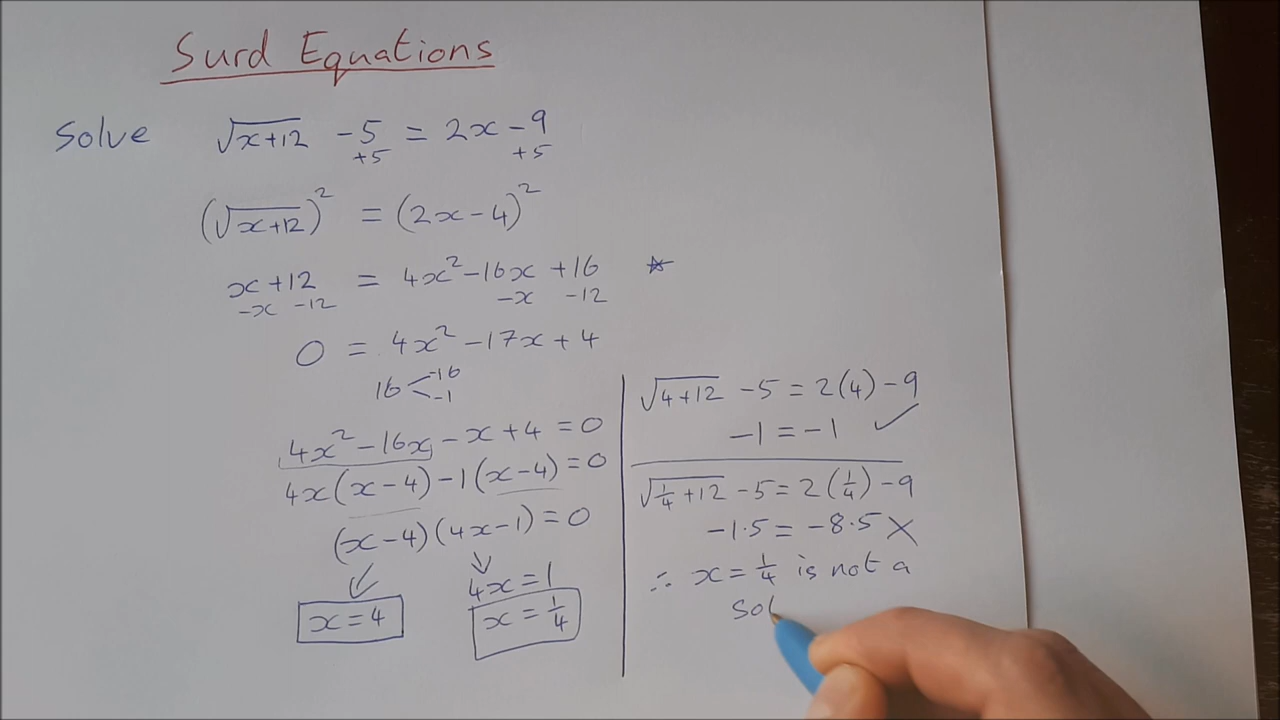 Surd Equations
Solve √(x+12) -5 = 2x-9
+5 +5
(√(x+12))² = (2x-4)²
x+12 = 4x²-16x+16 *
-x -12 -x -12
0 = 4x²-17x+4
16 < -16
-1
4x²-16x-x+4=0
4x(x-4)-1(x-4)=0
(x-4)(4x-1)=0
4x=1
x=4 x=1/4
√(4+12) -5=2(4)-9
-1=-1 ✓
√(1/4+12) -5=2(1/4)-9
-1·5=-8·5 X
∴ x=1/4 is not a
Sol